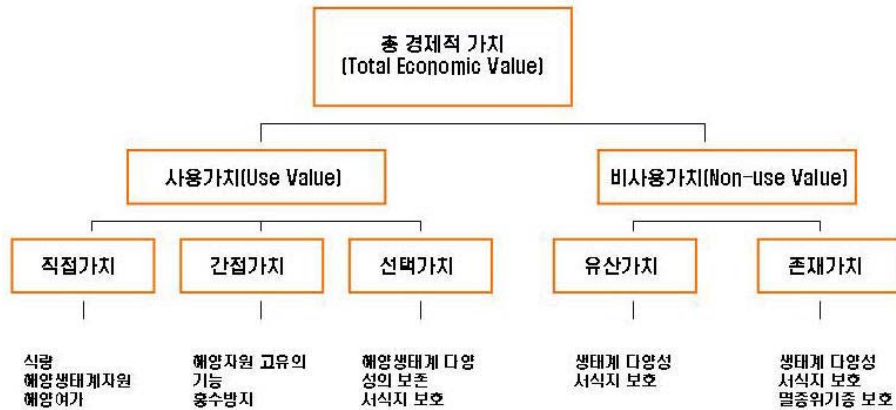 총 경제적 가치
(Total Economic Value)
사용가치(Use Value)
비사용가치(Non-use Value)
직접가치
간접가치
선택가치
유산가치
존재가치
식량
해양생태계자원
해양여가
해양자원 고유의
기능
홍수방지
해양생태계 다양
성의 보존
서식지 보호
생태계 다양성
서식지 보호
생태계 다양성
서식지 보호
멸종위기종 보호